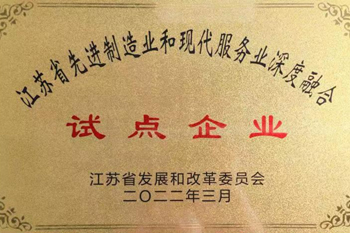 江苏省先进制造业和现代服务业深度融合
试点企业
江苏省发展和改革委员会
二〇二二年三月